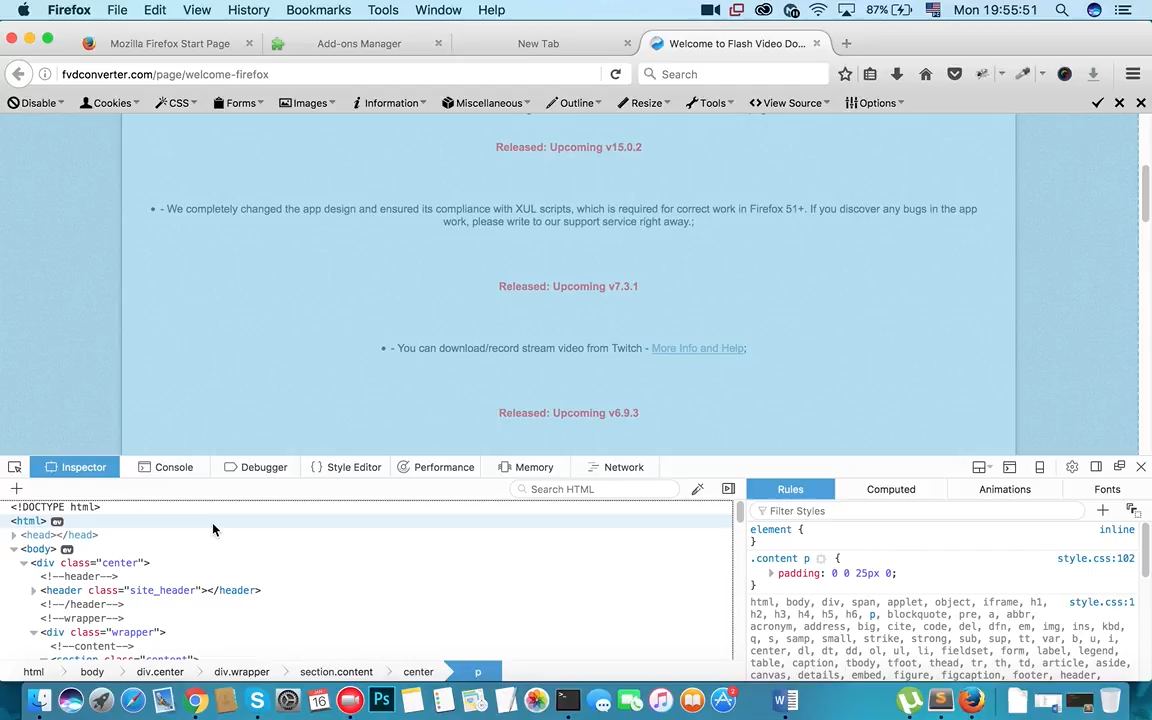 Firefox File Edit View History Bookmarks Tools Window Help 87% Mon 19:55:51
Mozilla Firefox Start Page Add-ons Manager New Tab Welcome to Flash Video Do...
fvdconverter.com/page/welcome-firefox Search
Disable Cookies CSS Forms Images Information Miscellaneous Outline Resize Tools View Source Options
Released: Upcoming v15.0.2
• - We completely changed the app design and ensured its compliance with XUL scripts, which is required for correct work in Firefox 51+. If you discover any bugs in the app
work, please write to our support service right away.;
Released: Upcoming v7.3.1
• - You can download/record stream video from Twitch - More Info and Help;
Released: Upcoming v6.9.3
Inspector Console Debugger Style Editor Performance Memory Network
Search HTML Rules Computed Animations Fonts
<!DOCTYPE html>
Filter Styles
<html> ev
element { inline
<head></head>
}
<body> ev
.content p { style.css:102
<div class="center">
padding: 0 0 25px 0;
<!--header-->
}
<header class="site_header"></header>
html, body, div, span, applet, object, iframe, h1, style.css:1
<!--/header-->
h2, h3, h4, h5, h6, p, blockquote, pre, a, abbr,
<!--wrapper-->
acronym, address, big, cite, code, del, dfn, em, img, ins, kbd,
<div class="wrapper">
q, s, samp, small, strike, strong, sub, sup, tt, var, b, u, i,
<!--content-->
center, dl, dt, dd, ol, ul, li, fieldset, form, label, legend,
<section class="content">
table, caption, tbody, tfoot, thead, tr, th, td, article, aside,
canvas, details, embed, figure, figcaption, footer, header,
html body div.center div.wrapper section.content center p
16 Ps 2 W S